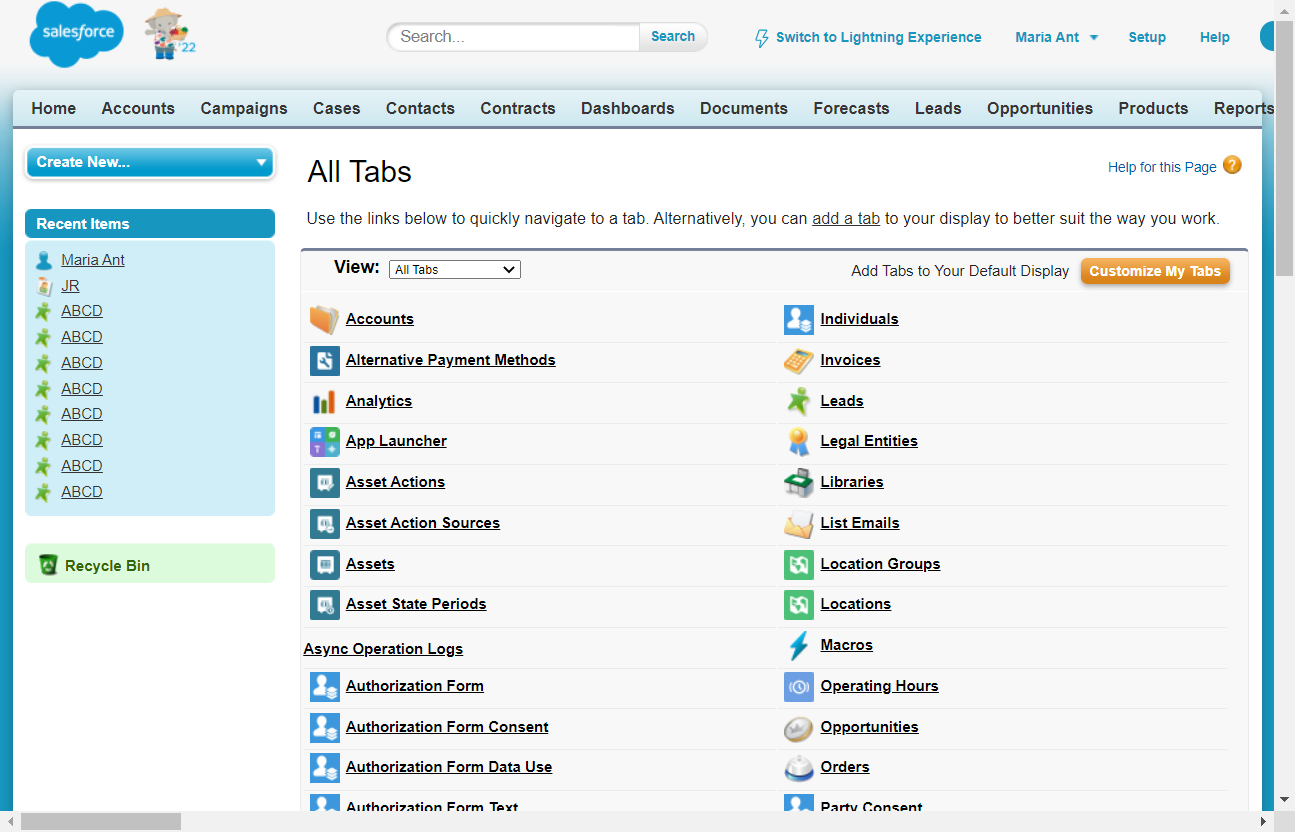 salesforce
'22
Search...
Search
Switch to Lightning Experience
Maria Ant
Setup
Help
Home Accounts Campaigns Cases Contacts Contracts Dashboards Documents Forecasts Leads Opportunities Products Reports
Create New...
All Tabs
Help for this Page ?
Recent Items
Use the links below to quickly navigate to a tab. Alternatively, you can add a tab to your display to better suit the way you work.
Maria Ant
JR
ABCD
ABCD
ABCD
ABCD
ABCD
ABCD
ABCD
ABCD
Recycle Bin
View: All Tabs
Add Tabs to Your Default Display Customize My Tabs
Accounts
Alternative Payment Methods
Analytics
App Launcher
Asset Actions
Asset Action Sources
Assets
Asset State Periods
Async Operation Logs
Authorization Form
Authorization Form Consent
Authorization Form Data Use
Authorization Form Text
Individuals
Invoices
Leads
Legal Entities
Libraries
List Emails
Location Groups
Locations
Macros
Operating Hours
Opportunities
Orders
Party Consent